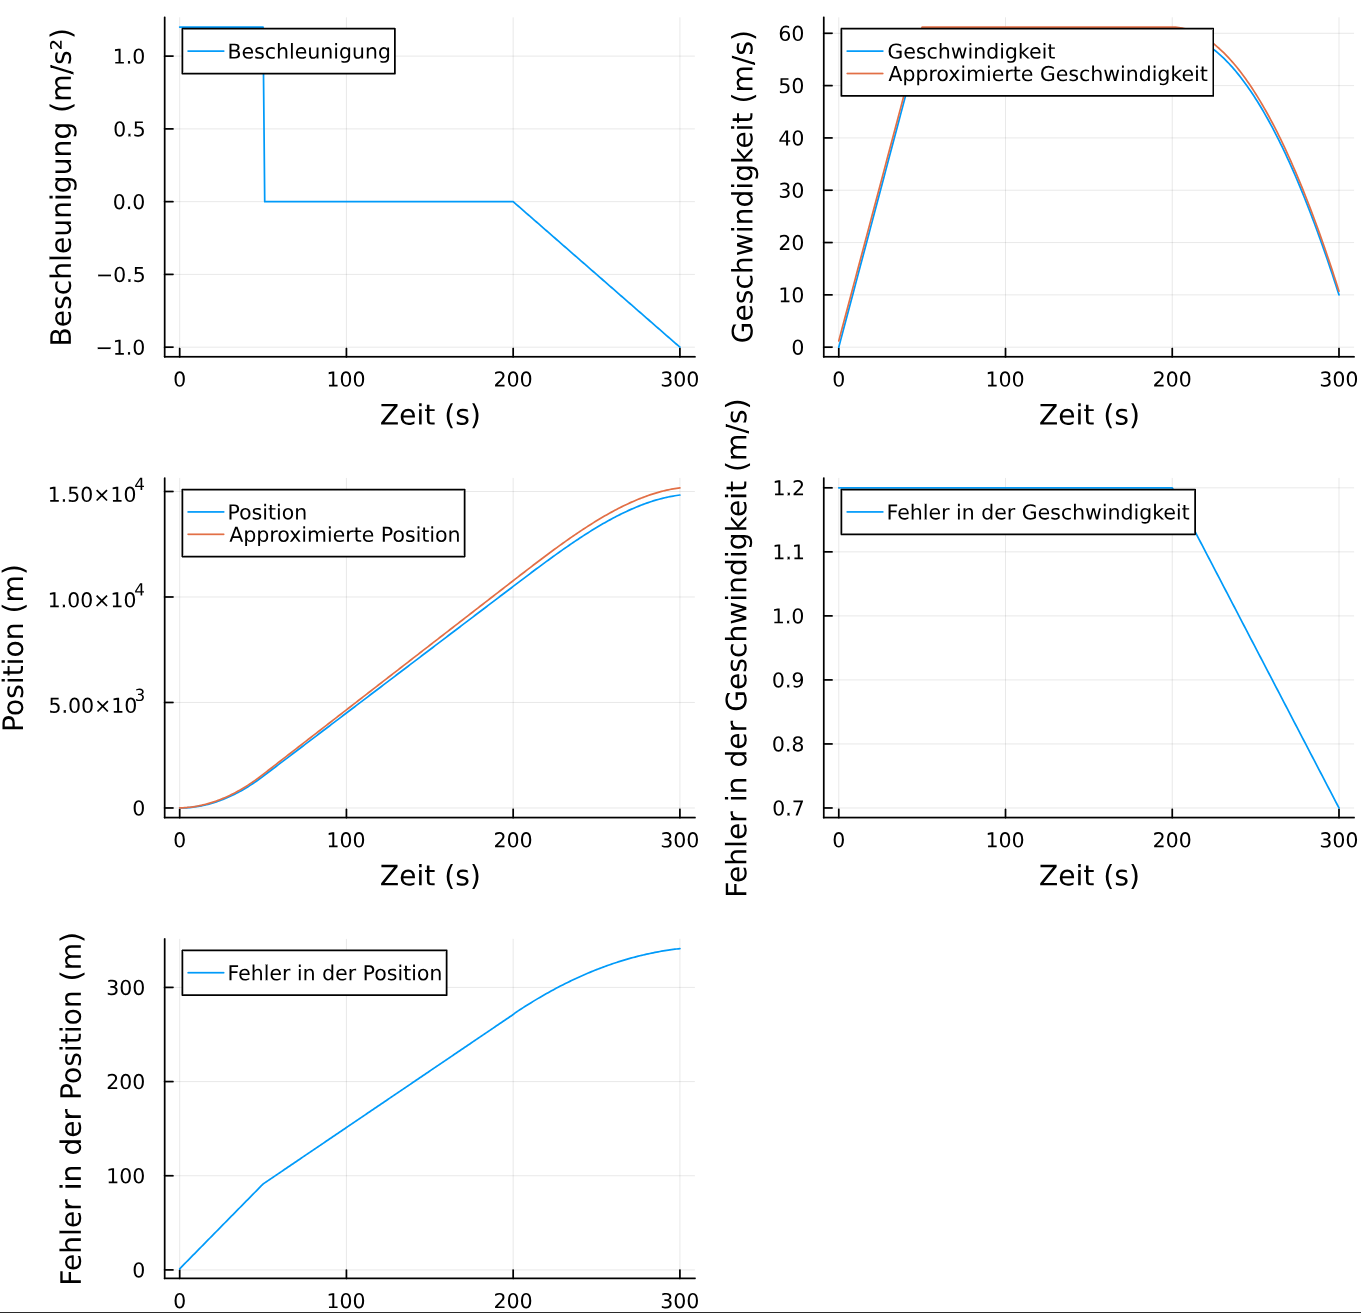 Beschleunigung (m/s²)
1.0
0.5
0.0
−0.5
−1.0
Beschleunigung
0 100 200 300
Zeit (s)
Geschwindigkeit (m/s)
60
50
40
30
20
10
0
Geschwindigkeit
Approximierte Geschwindigkeit
0 100 200 300
Zeit (s)
Position (m)
1.50×10⁴
1.00×10⁴
5.00×10³
0
Position
Approximierte Position
0 100 200 300
Zeit (s)
Fehler in der Geschwindigkeit (m/s)
1.2
1.1
1.0
0.9
0.8
0.7
Fehler in der Geschwindigkeit
0 100 200 300
Zeit (s)
Fehler in der Position (m)
300
200
100
0
Fehler in der Position
0 100 200 300